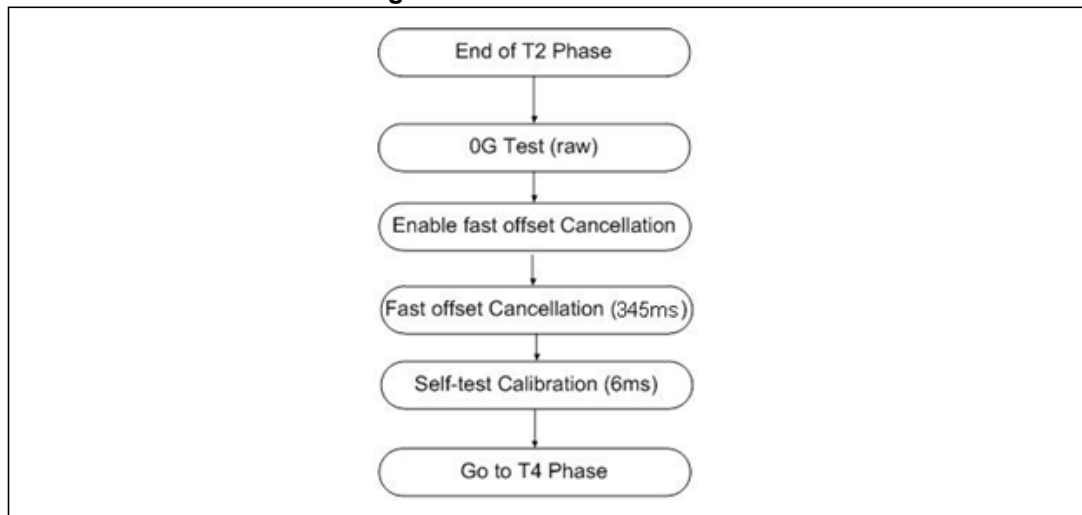 End of T2 Phase
0G Test (raw)
Enable fast offset Cancellation
Fast offset Cancellation (345ms)
Self-test Calibration (6ms)
Go to T4 Phase